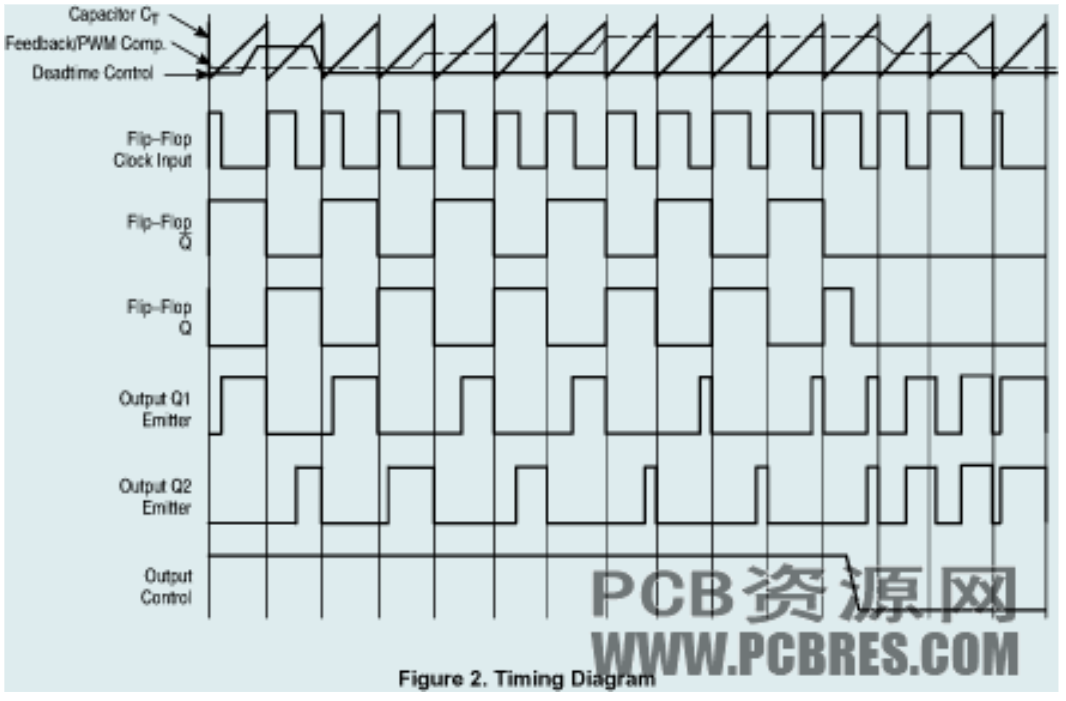 Capacitor CT
Feedback/PWM Comp.
Deadtime Control
Flip–Flop
Clock Input
Flip–Flop
Q̅
Flip–Flop
Q
Output Q1
Emitter
Output Q2
Emitter
Output
Control
PCB资源网
WWW.PCBRES.COM
Figure 2. Timing Diagram